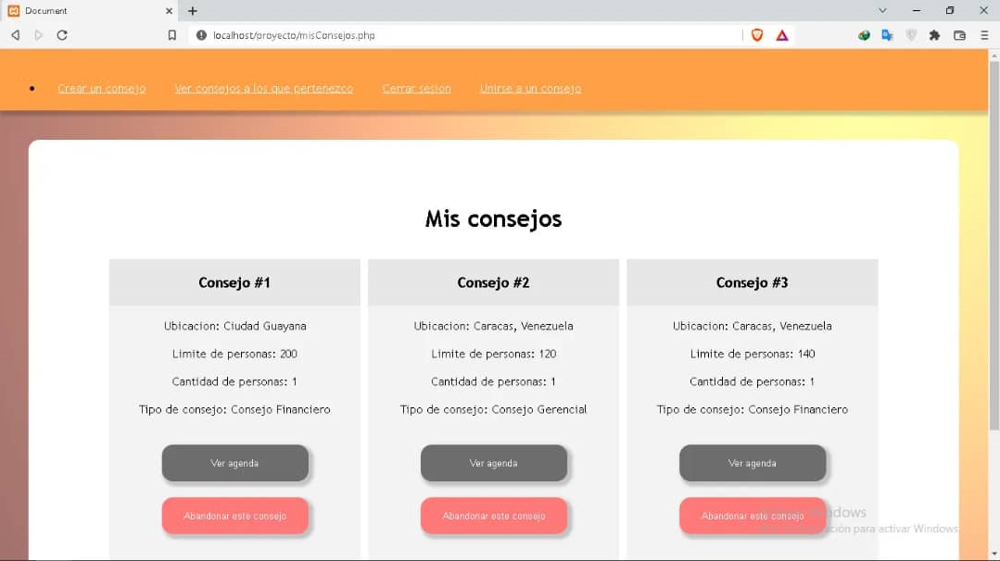 Document
localhost/proyecto/misConsejos.php
Crear un consejo Ver consejos a los que pertenezco Cerrar sesion Unirse a un consejo
Mis consejos
Consejo #1
Ubicacion: Ciudad Guayana
Limite de personas: 200
Cantidad de personas: 1
Tipo de consejo: Consejo Financiero
Ver agenda
Abandonar este consejo
Consejo #2
Ubicacion: Caracas, Venezuela
Limite de personas: 120
Cantidad de personas: 1
Tipo de consejo: Consejo Gerencial
Ver agenda
Abandonar este consejo
Consejo #3
Ubicacion: Caracas, Venezuela
Limite de personas: 140
Cantidad de personas: 1
Tipo de consejo: Consejo Financiero
Ver agenda
Abandonar este consejo
para activar Windows